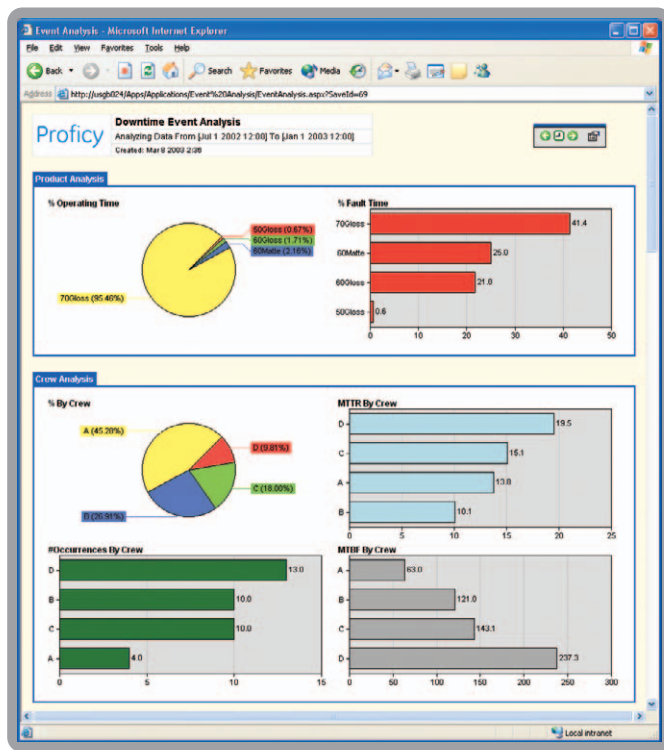 Event Analysis - Microsoft Internet Explorer
File Edit View Favorites Tools Help
Back Search Favorites Media
Address http://usgb024/Apps/Applications/Event%20Analysis/EventAnalysis.aspx?SaveId=69
Proficy
Downtime Event Analysis
Analyzing Data From [Jul 1 2002 12:00] To [Jan 1 2003 12:00]
Created: Mar 8 2003 2:36
Product Analysis
% Operating Time
50Gloss (0.67%)
60Gloss (1.71%)
60Matte (2.16%)
70Gloss (95.46%)
% Fault Time
70Gloss 41.4
60Matte 25.0
60Gloss 21.0
50Gloss 0.6
0 10 20 30 40 50
Crew Analysis
% By Crew
A (45.20%)
D (9.81%)
C (18.00%)
(26.91%)
MTTR By Crew
D 19.5
C 15.1
A
B 10.1
0 5 10 15 20 25
#Occurrences By Crew
D 13.0
B 10.0
C 10.0
A 4.0
0 5 10 15
MTBF By Crew
A 63.0
B 121.0
C 143.1
D 237.3
0 50 100 150 200 250 300
Local intranet